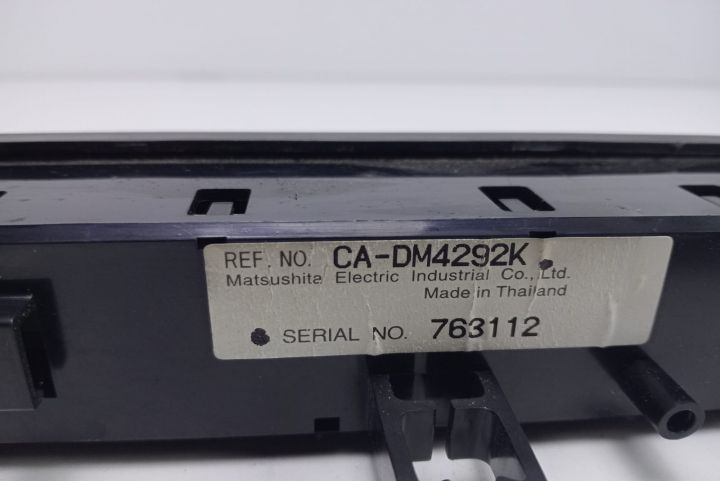 REF. NO. CA-DM4292K
Matsushita Electric Industrial Co., Ltd.
Made in Thailand
SERIAL NO. 763112